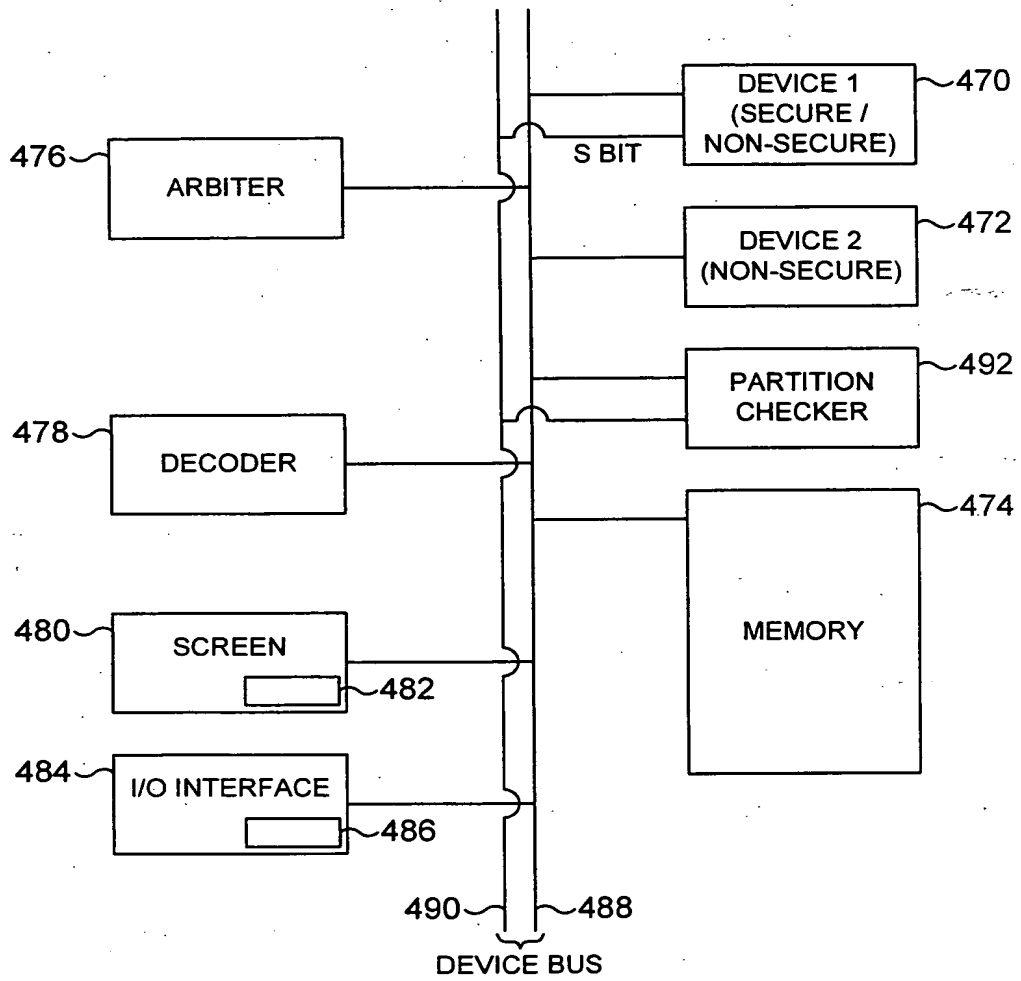 DEVICE 1
(SECURE /
NON-SECURE)
470
S BIT
476
ARBITER
DEVICE 2
(NON-SECURE)
472
PARTITION
CHECKER
492
478
DECODER
474
MEMORY
480
SCREEN
482
484
I/O INTERFACE
486
490
488
DEVICE BUS